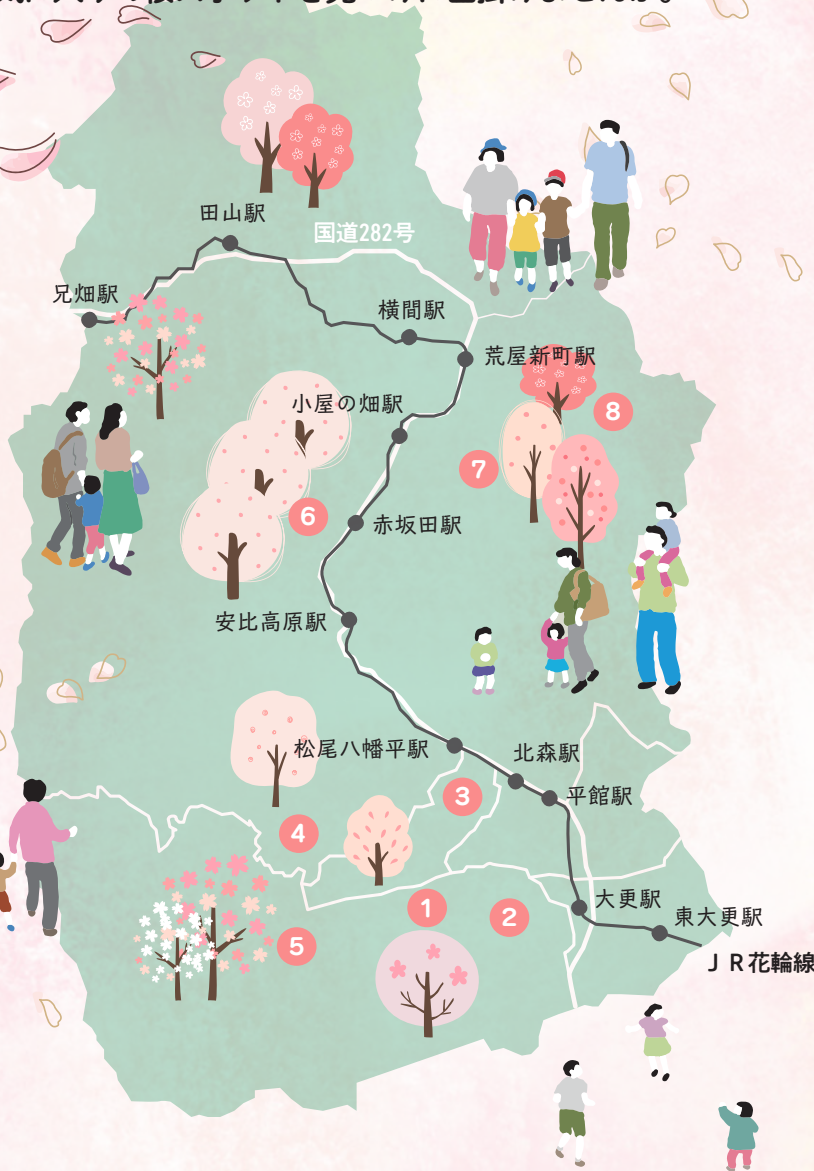 田山駅
国道282号
兄畑駅
横間駅
荒屋新町駅
小屋の畑駅
8
7
6
赤坂田駅
安比高原駅
松尾八幡平駅
北森駅
3
平館駅
4
大更駅
1
2
東大更駅
5
JR花輪線